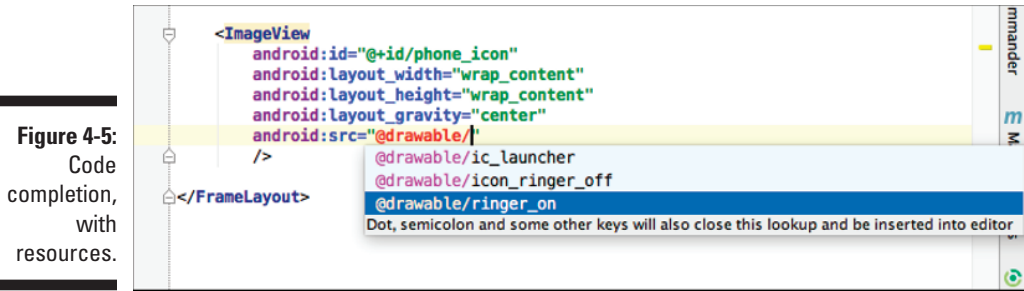 <ImageView
android:id="@+id/phone_icon"
android:layout_width="wrap_content"
android:layout_height="wrap_content"
android:layout_gravity="center"
android:src="@drawable/"
/>
@drawable/ic_launcher
@drawable/icon_ringer_off
@drawable/ringer_on
Dot, semicolon and some other keys will also close this lookup and be inserted into editor
</FrameLayout>
Figure 4-5:
Code
completion,
with
resources.
mmander
m